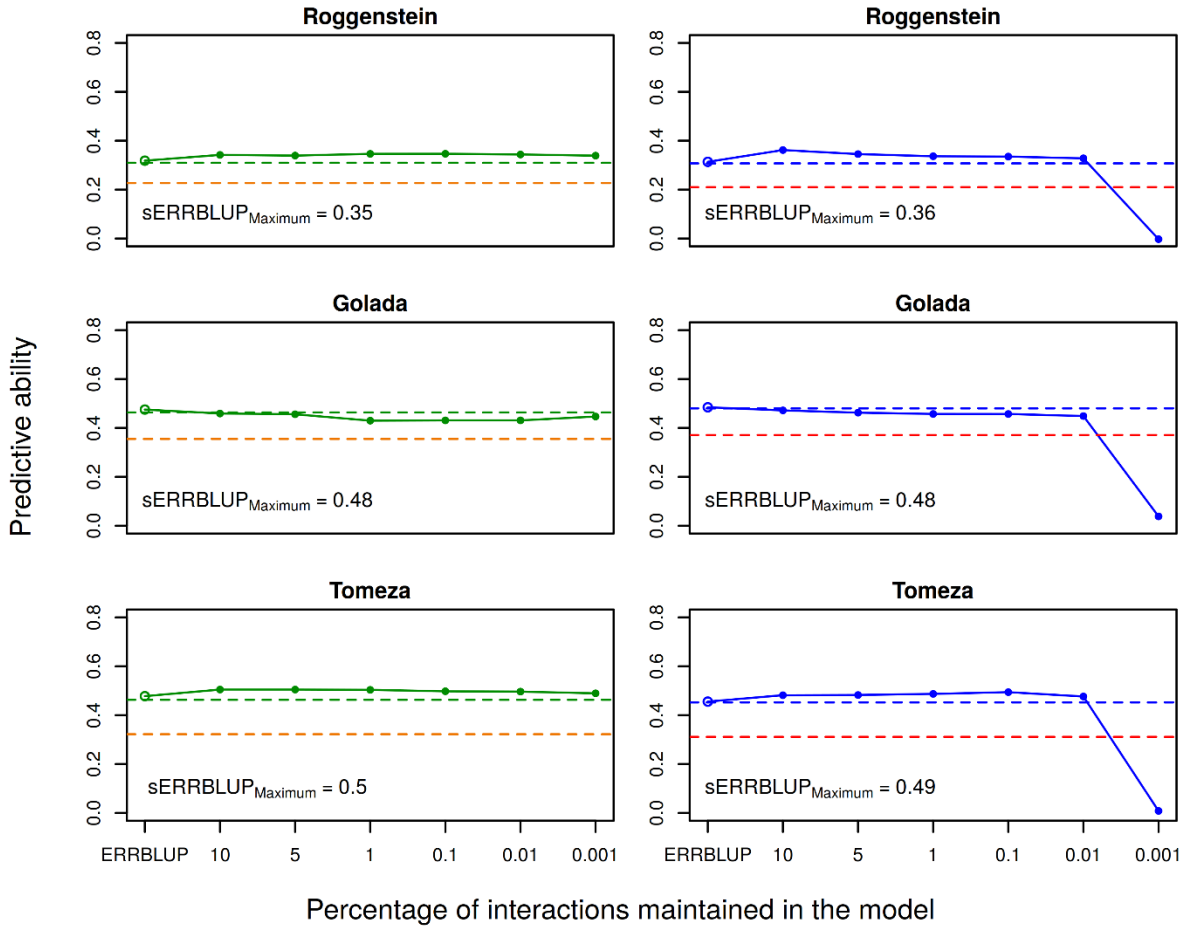 Roggenstein
0.8
0.6
0.4
0.2
0.0
sERRBLUPMaximum = 0.35
Roggenstein
0.8
0.6
0.4
0.2
0.0
sERRBLUPMaximum = 0.36
Predictive ability
Golada
0.8
0.6
0.4
0.2
0.0
sERRBLUPMaximum = 0.48
Golada
0.8
0.6
0.4
0.2
0.0
sERRBLUPMaximum = 0.48
Tomeza
0.8
0.6
0.4
0.2
0.0
sERRBLUPMaximum = 0.5
ERRBLUP 10 5 1 0.1 0.01 0.001
Tomeza
0.8
0.6
0.4
0.2
0.0
sERRBLUPMaximum = 0.49
ERRBLUP 10 5 1 0.1 0.01 0.001
Percentage of interactions maintained in the model